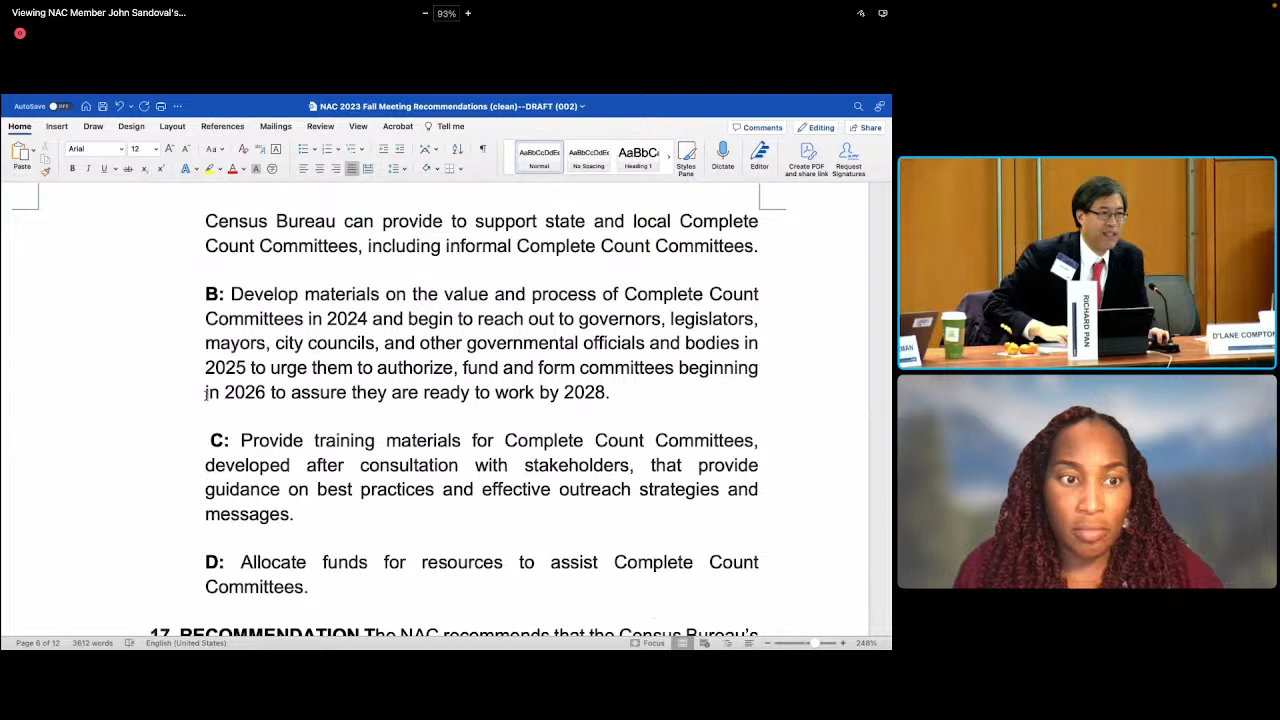 Viewing NAC Member John Sandoval's...
93%
AutoSave OFF
NAC 2023 Fall Meeting Recommendations (clean)--DRAFT (002)
Home Insert Draw Design Layout References Mailings Review View Acrobat Tell me
Comments Editing Share
Paste
Arial 12
AaBbCcDdEe AaBbCcDdEe AaBbCc
Normal No Spacing Heading 1
Styles Pane
Dictate
Editor
Create PDF and share link
Request Signatures
Census Bureau can provide to support state and local Complete
Count Committees, including informal Complete Count Committees.
B: Develop materials on the value and process of Complete Count
Committees in 2024 and begin to reach out to governors, legislators,
mayors, city councils, and other governmental officials and bodies in
2025 to urge them to authorize, fund and form committees beginning
in 2026 to assure they are ready to work by 2028.
C: Provide training materials for Complete Count Committees,
developed after consultation with stakeholders, that provide
guidance on best practices and effective outreach strategies and
messages.
D: Allocate funds for resources to assist Complete Count
Committees.
17. RECOMMENDATION The NAC recommends that the Census Bureau's
Page 6 of 12 3612 words English (United States)
Focus
248%
RICHARD PAN
D'LANE COMPTON